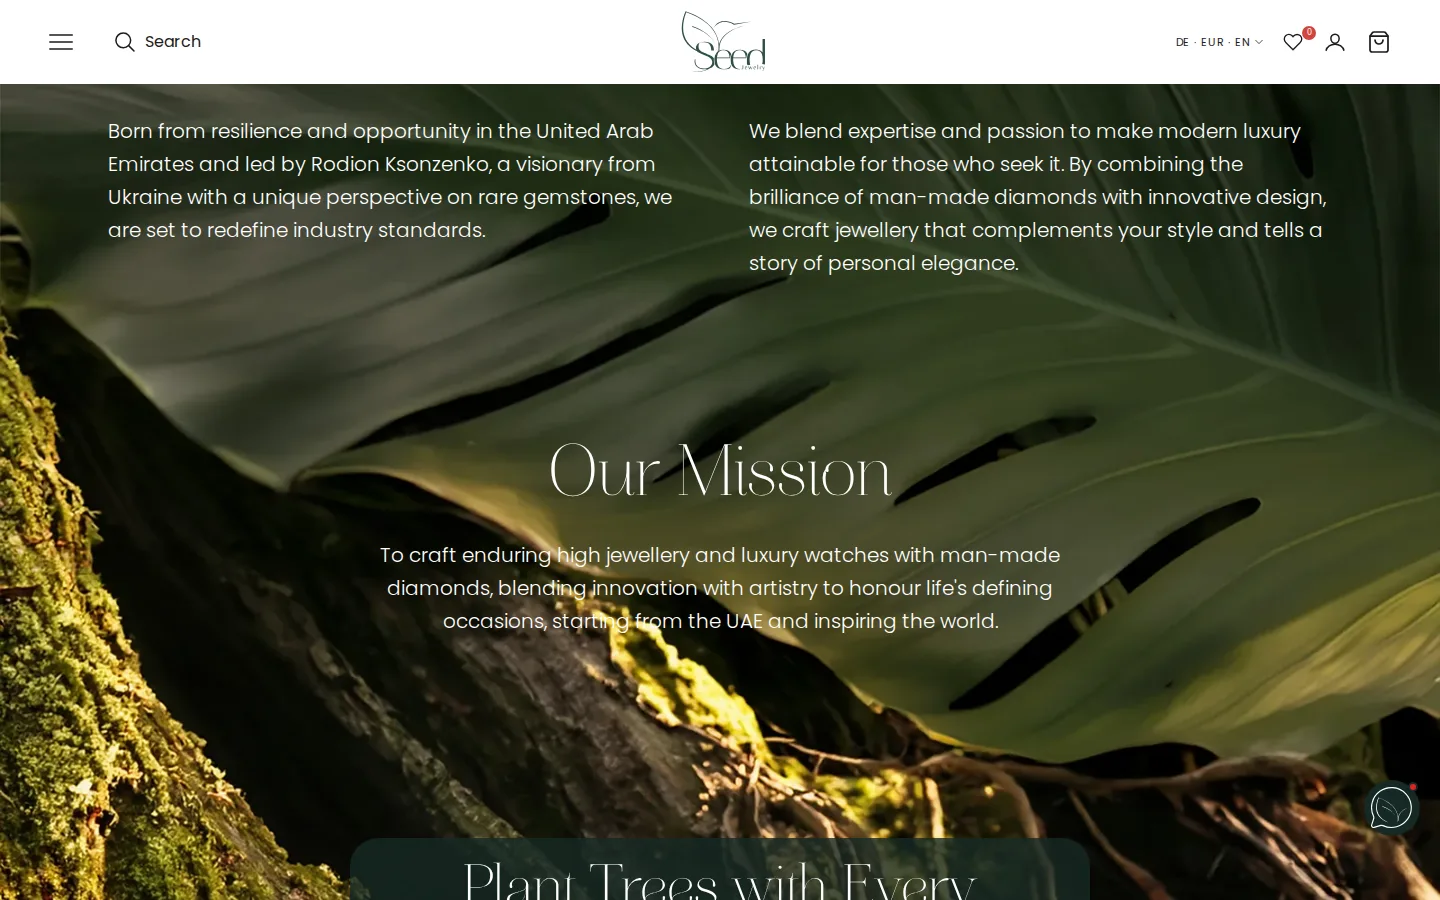 Search
Seed
Jewelry
DE · EUR · EN
0
Born from resilience and opportunity in the United Arab
Emirates and led by Rodion Ksonzenko, a visionary from
Ukraine with a unique perspective on rare gemstones, we
are set to redefine industry standards.
We blend expertise and passion to make modern luxury
attainable for those who seek it. By combining the
brilliance of man-made diamonds with innovative design,
we craft jewellery that complements your style and tells a
story of personal elegance.
Our Mission
To craft enduring high jewellery and luxury watches with man-made
diamonds, blending innovation with artistry to honour life's defining
occasions, starting from the UAE and inspiring the world.
Plant Trees with Every